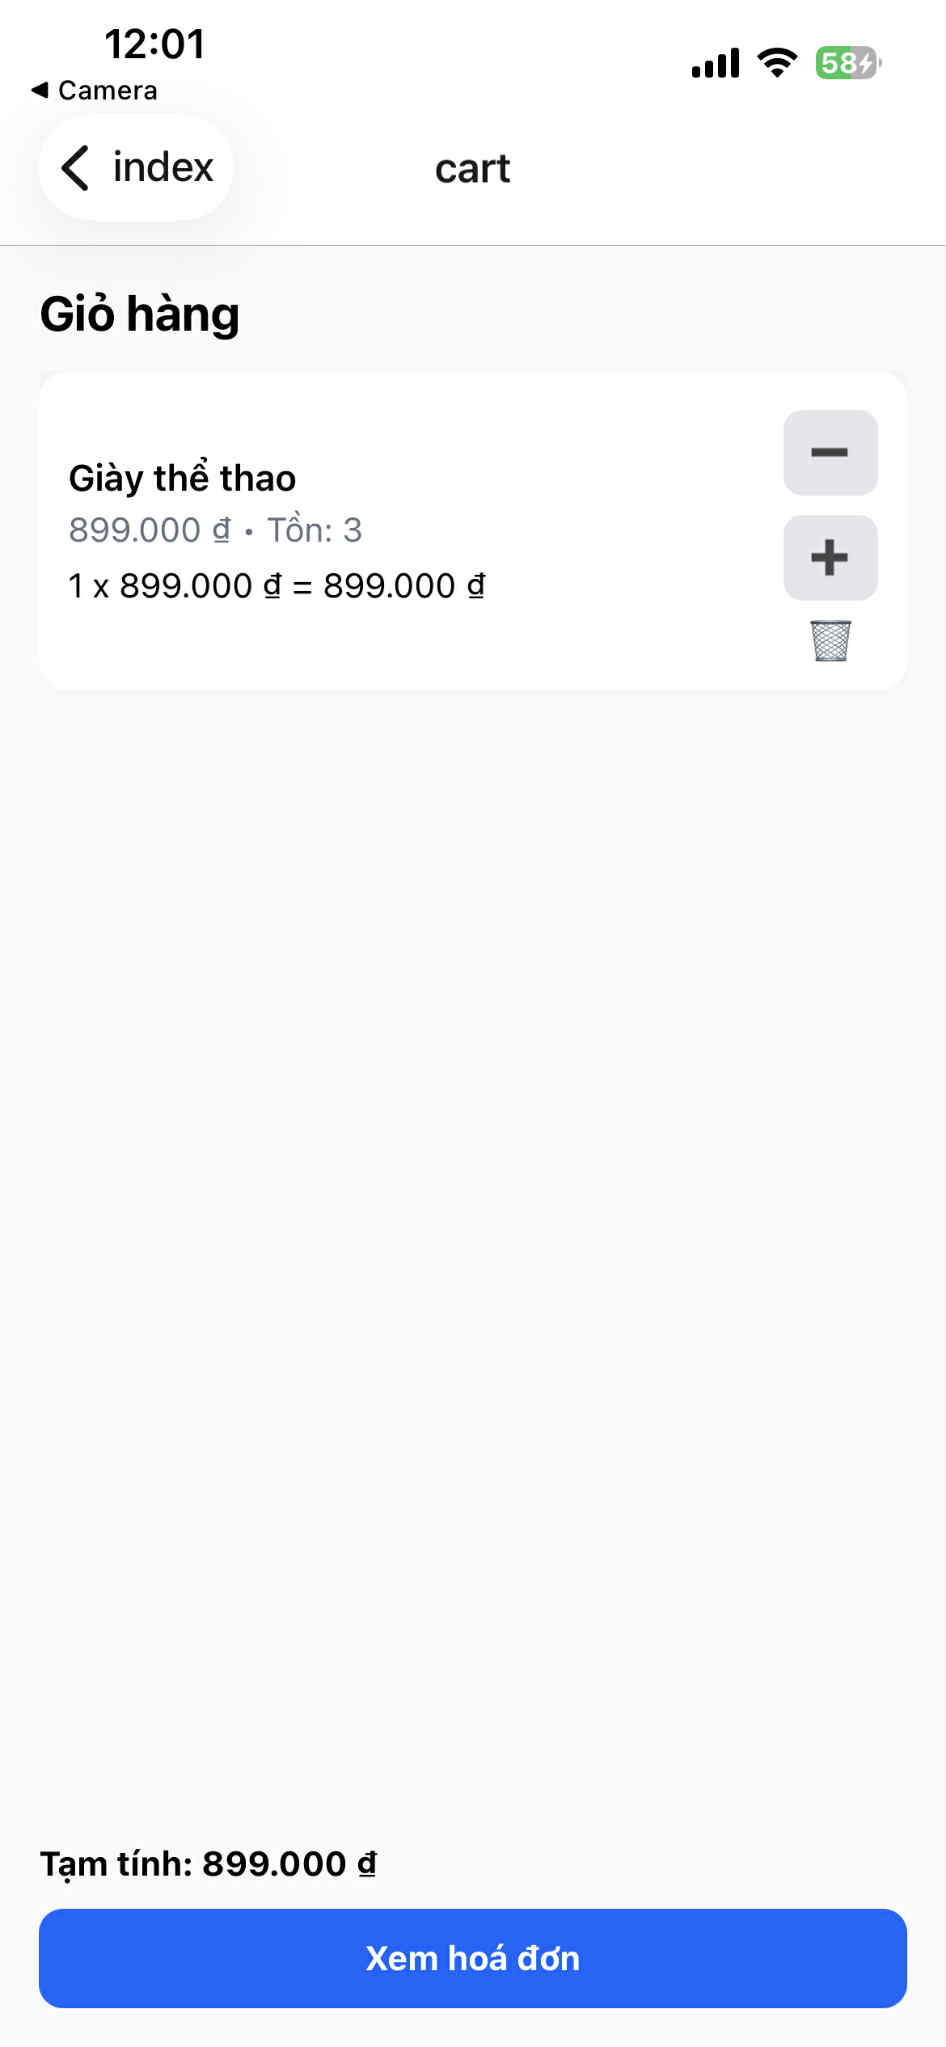 12:01
58
◀ Camera
index
cart
Giỏ hàng
Giày thể thao
899.000 ₫ • Tồn: 3
1 x 899.000 ₫ = 899.000 ₫
Tạm tính: 899.000 ₫
Xem hoá đơn